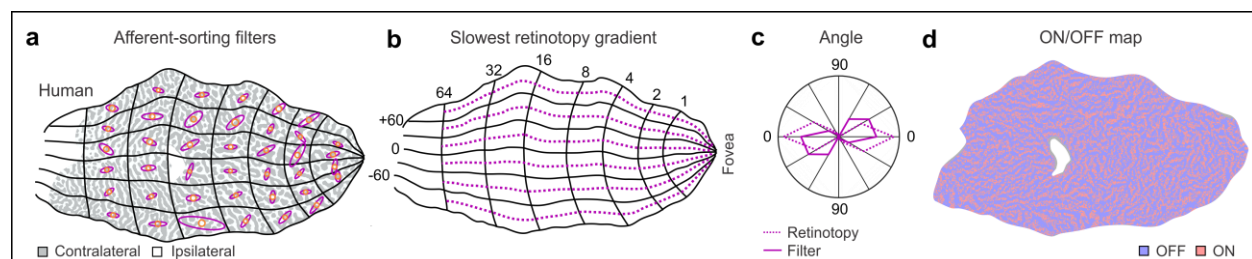 a Afferent-sorting filters
Human
Contralateral Ipsilateral
b Slowest retinotopy gradient
64 32 16 8 4 2 1
+60
0
-60
Fovea
c Angle
90
0 0
90
Retinotopy
Filter
d ON/OFF map
OFF ON